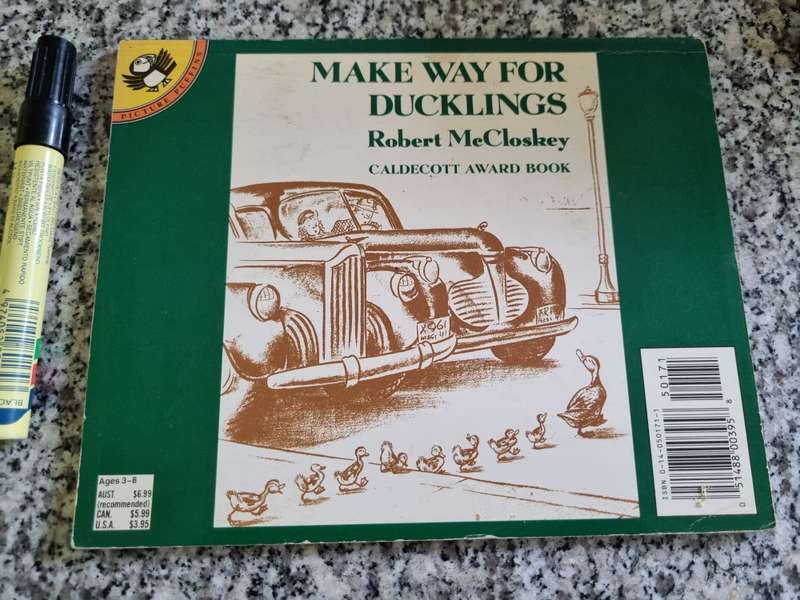 PICTURE PUFFINS
MAKE WAY FOR
DUCKLINGS
Robert McCloskey
CALDECOTT AWARD BOOK
Ages 3-8
AUST. $6.99
(recommended)
CAN. $5.99
U.S.A. $3.95
50171
ISBN 0-14-050171-1
0 51488 00395 8